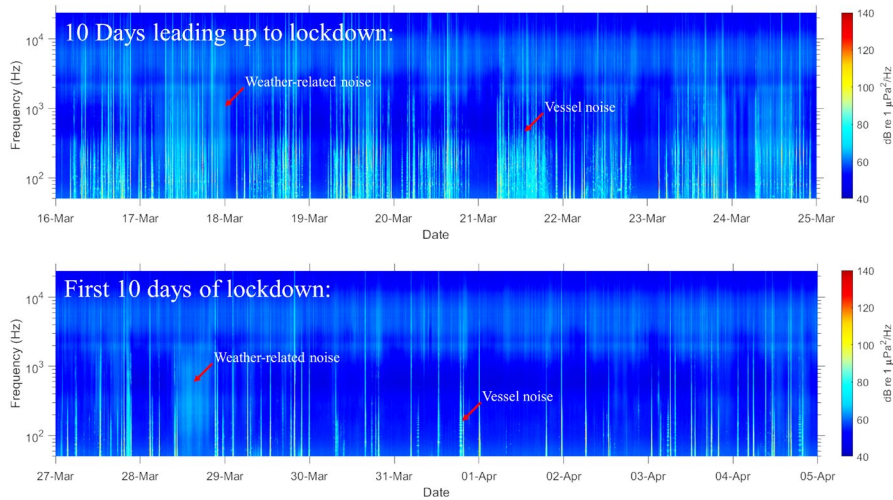 10 Days leading up to lockdown:
Weather-related noise
Vessel noise
Frequency (Hz)
10⁴
10³
10²
16-Mar 17-Mar 18-Mar 19-Mar 20-Mar 21-Mar 22-Mar 23-Mar 24-Mar 25-Mar
Date
140
120
100
80
60
40
dB re 1 μPa²/Hz
First 10 days of lockdown:
Weather-related noise
Vessel noise
Frequency (Hz)
10⁴
10³
10²
27-Mar 28-Mar 29-Mar 30-Mar 31-Mar 01-Apr 02-Apr 03-Apr 04-Apr 05-Apr
Date
140
120
100
80
60
40
dB re 1 μPa²/Hz